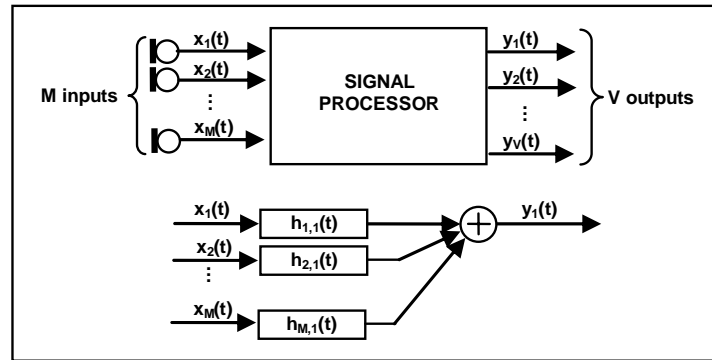 x₁(t)
y₁(t)
x₂(t)
y₂(t)
M inputs
SIGNAL
PROCESSOR
V outputs
⋮
⋮
x_M(t)
y_V(t)
x₁(t)
h₁,₁(t)
y₁(t)
x₂(t)
h₂,₁(t)
⋮
x_M(t)
h_M,₁(t)